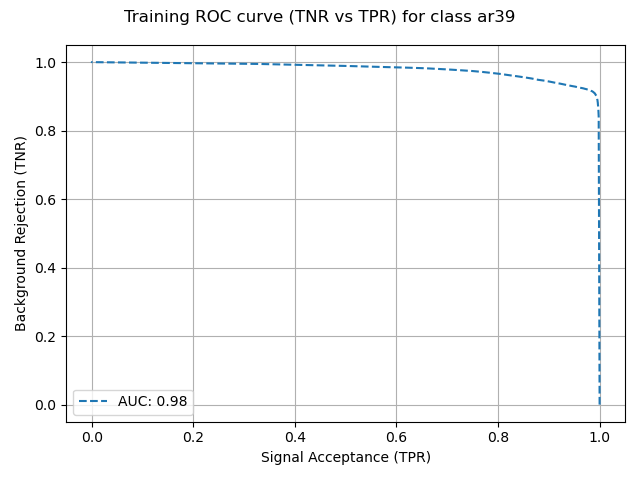 Training ROC curve (TNR vs TPR) for class ar39
1.0
0.8
0.6
0.4
0.2
0.0
Background Rejection (TNR)
AUC: 0.98
0.0 0.2 0.4 0.6 0.8 1.0
Signal Acceptance (TPR)